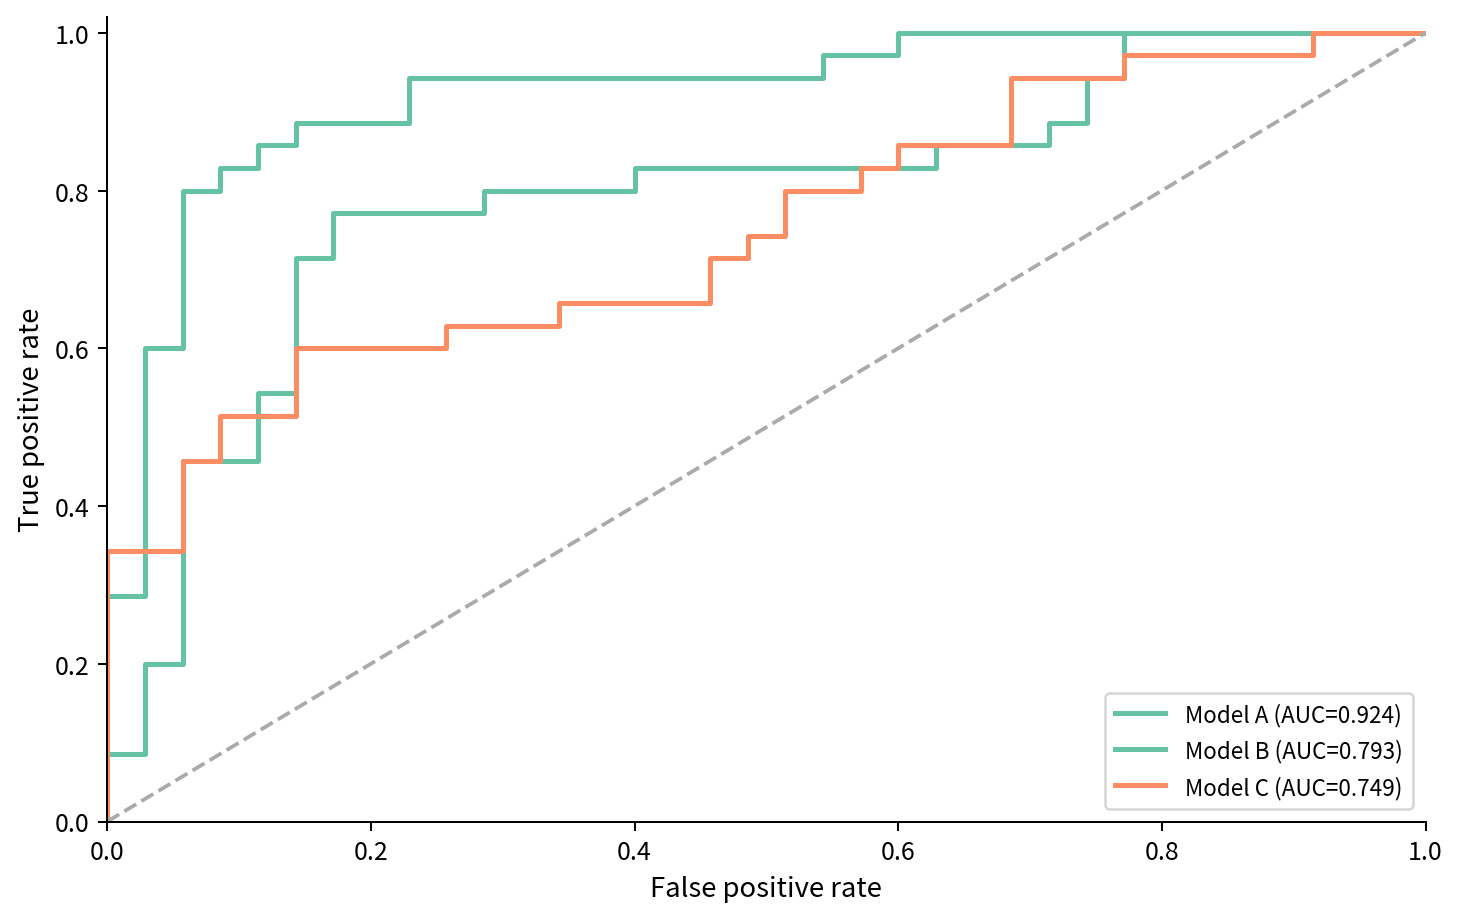 1.0
0.8
0.6
0.4
0.2
0.0
True positive rate
0.0 0.2 0.4 0.6 0.8 1.0
False positive rate
Model A (AUC=0.924)
Model B (AUC=0.793)
Model C (AUC=0.749)